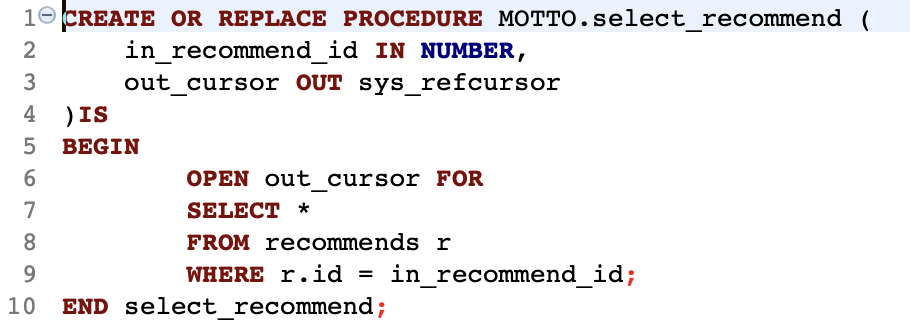 1 CREATE OR REPLACE PROCEDURE MOTTO.select_recommend (
2     in_recommend_id IN NUMBER,
3     out_cursor OUT sys_refcursor
4 )IS
5 BEGIN
6         OPEN out_cursor FOR
7         SELECT *
8         FROM recommends r
9         WHERE r.id = in_recommend_id;
10 END select_recommend;